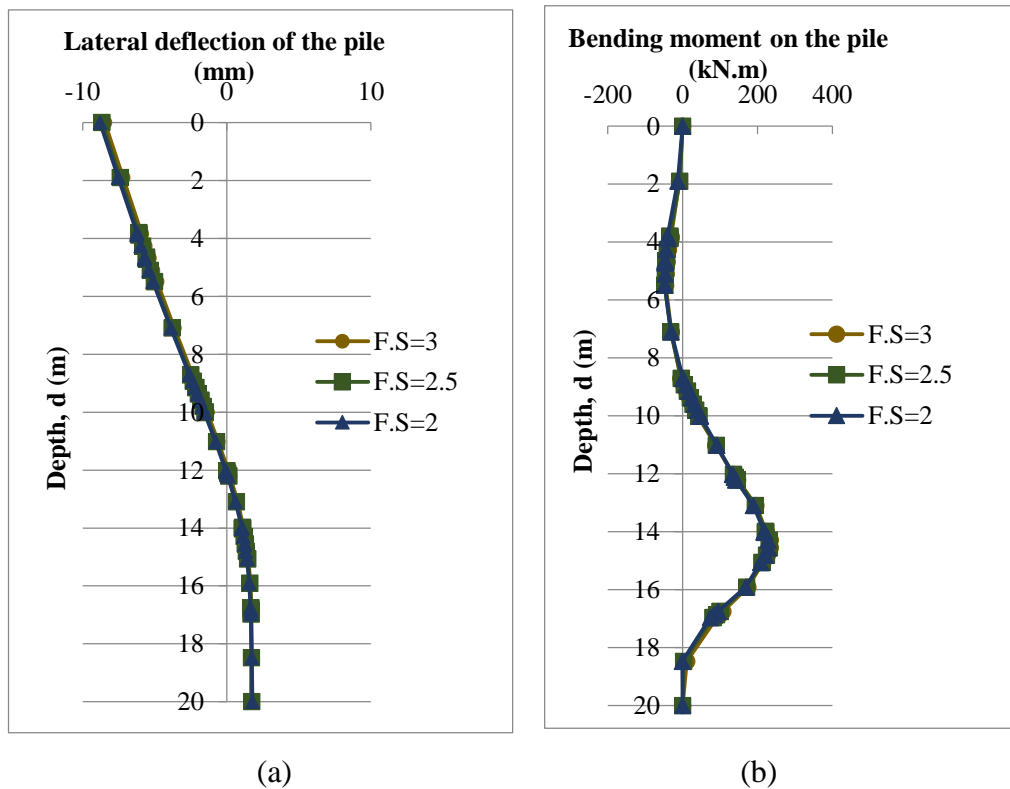 Lateral deflection of the pile
(mm)
-10 0 10
0
2
4
6
8
10
12
14
16
18
20
Depth, d (m)
F.S=3
F.S=2.5
F.S=2
(a)
Bending moment on the pile
(kN.m)
-200 0 200 400
0
2
4
6
8
10
12
14
16
18
20
Depth, d (m)
F.S=3
F.S=2.5
F.S=2
(b)